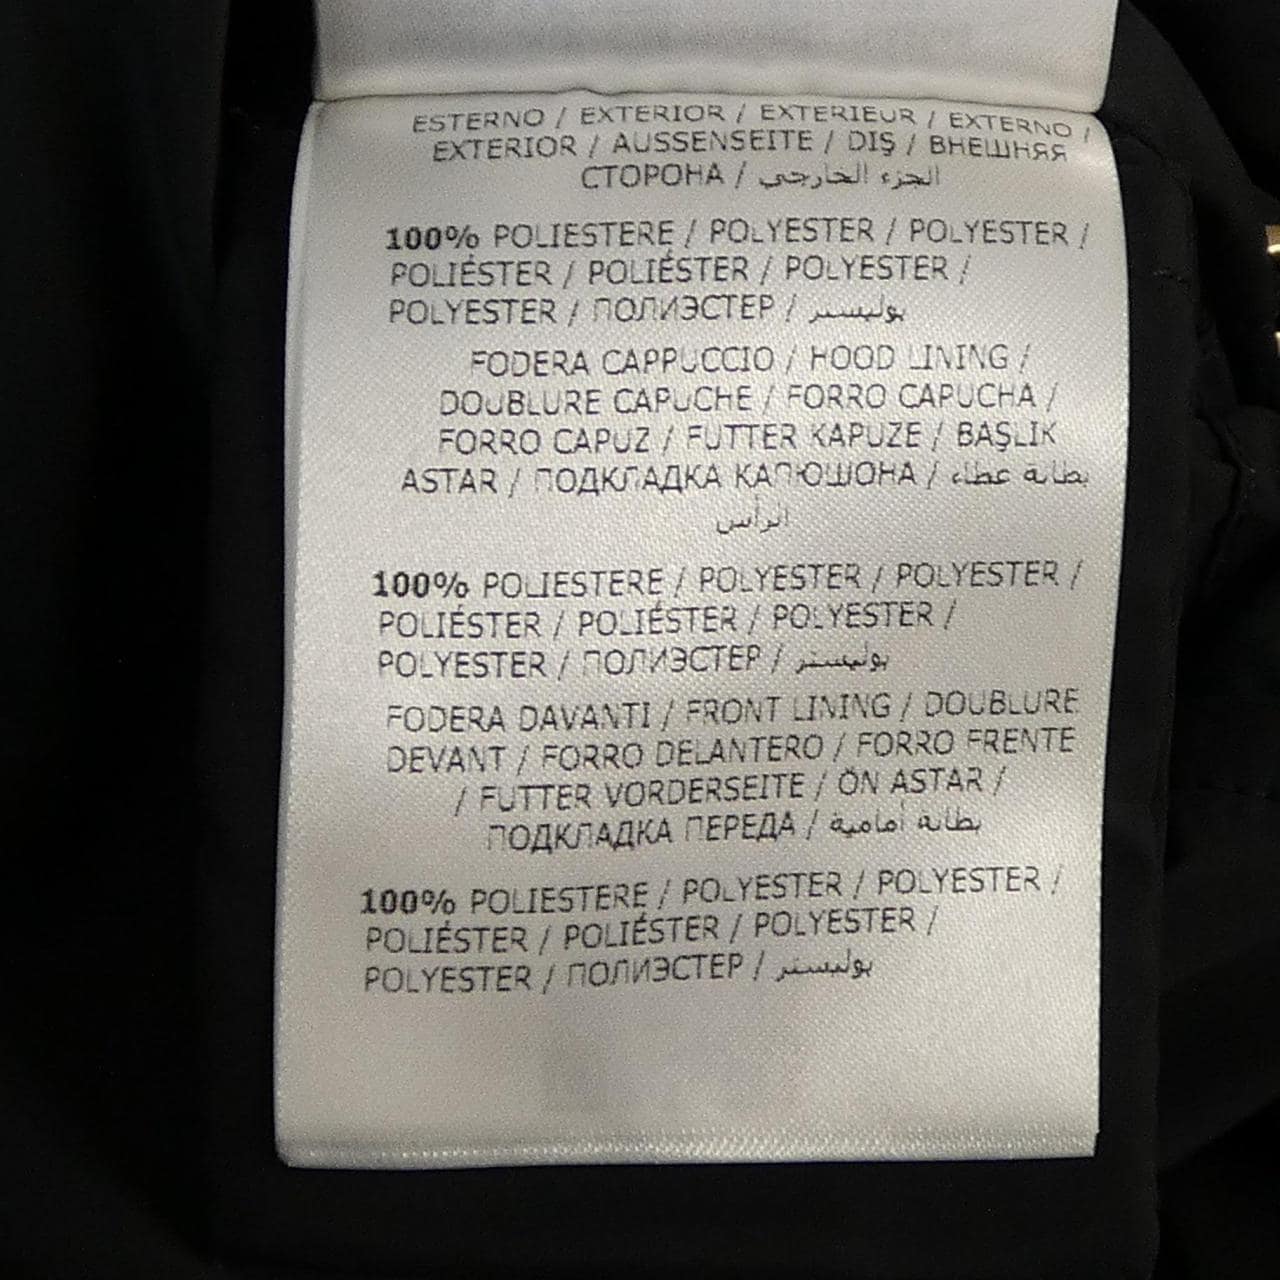 ESTERNO / EXTERIOR / EXTERIEUR / EXTERNO /
EXTERIOR / AUSSENSEITE / DIŞ / ВНЕШНЯЯ
СТОРОНА / الجزء الخارجي
100% POLIESTERE / POLYESTER / POLYESTER /
POLIÉSTER / POLIÉSTER / POLYESTER /
POLYESTER / ПОЛИЭСТЕР / بوليستر
FODERA CAPPUCCIO / HOOD LINING /
DOUBLURE CAPUCHE / FORRO CAPUCHA /
FORRO CAPUZ / FUTTER KAPUZE / BAŞLIK
ASTAR / ПОДКЛАДКА КАПЮШОНА / بطانة غطاء
الرأس
100% POLIESTERE / POLYESTER / POLYESTER /
POLIÉSTER / POLIÉSTER / POLYESTER /
POLYESTER / ПОЛИЭСТЕР / بوليستر
FODERA DAVANTI / FRONT LINING / DOUBLURE
DEVANT / FORRO DELANTERO / FORRO FRENTE
/ FUTTER VORDERSEITE / ÖN ASTAR /
ПОДКЛАДКА ПЕРЕДА / بطانة أمامية
100% POLIESTERE / POLYESTER / POLYESTER /
POLIÉSTER / POLIÉSTER / POLYESTER /
POLYESTER / ПОЛИЭСТЕР / بوليستر